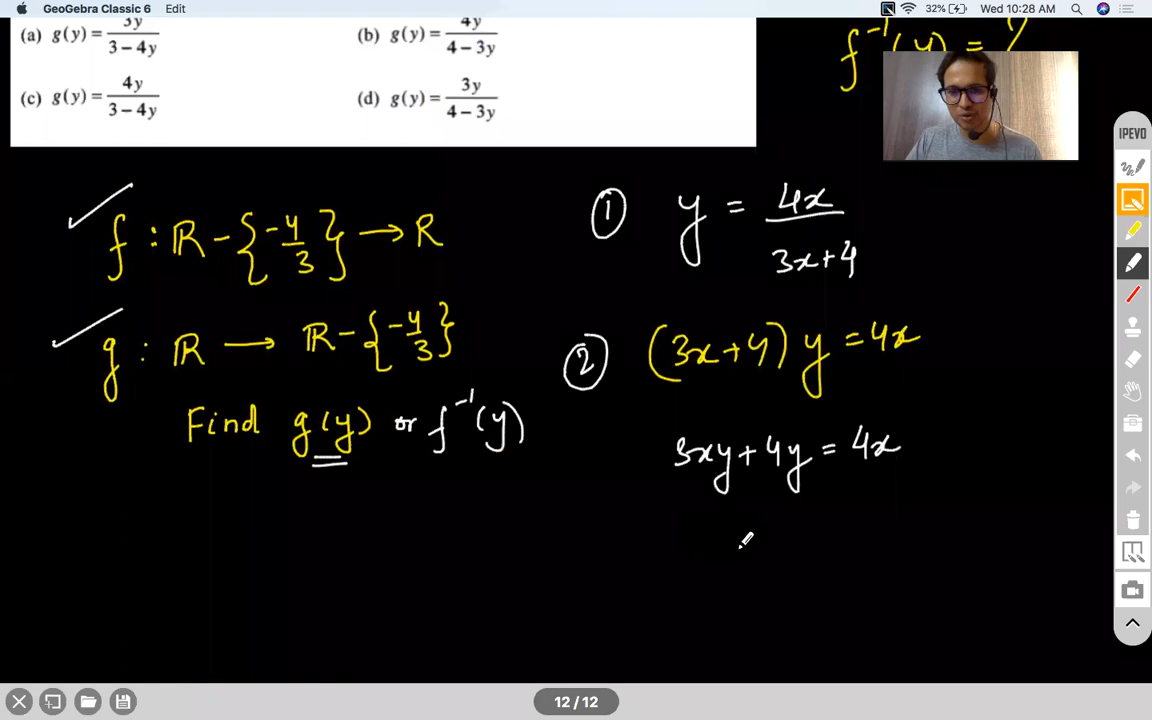 GeoGebra Classic 6 Edit 32% Wed 10:28 AM
(a) g(y) = 3y / 3 – 4y (b) g(y) = 4y / 4 – 3y
(c) g(y) = 4y / 3 – 4y (d) g(y) = 3y / 4 – 3y
f⁻¹(y) = ?
IPEVO
f : R – {-4/3} → R
g : R → R – {-4/3}
Find g(y) or f⁻¹(y)
① y = 4x / 3x+4
② (3x+4) y = 4x
3xy + 4y = 4x
12 / 12